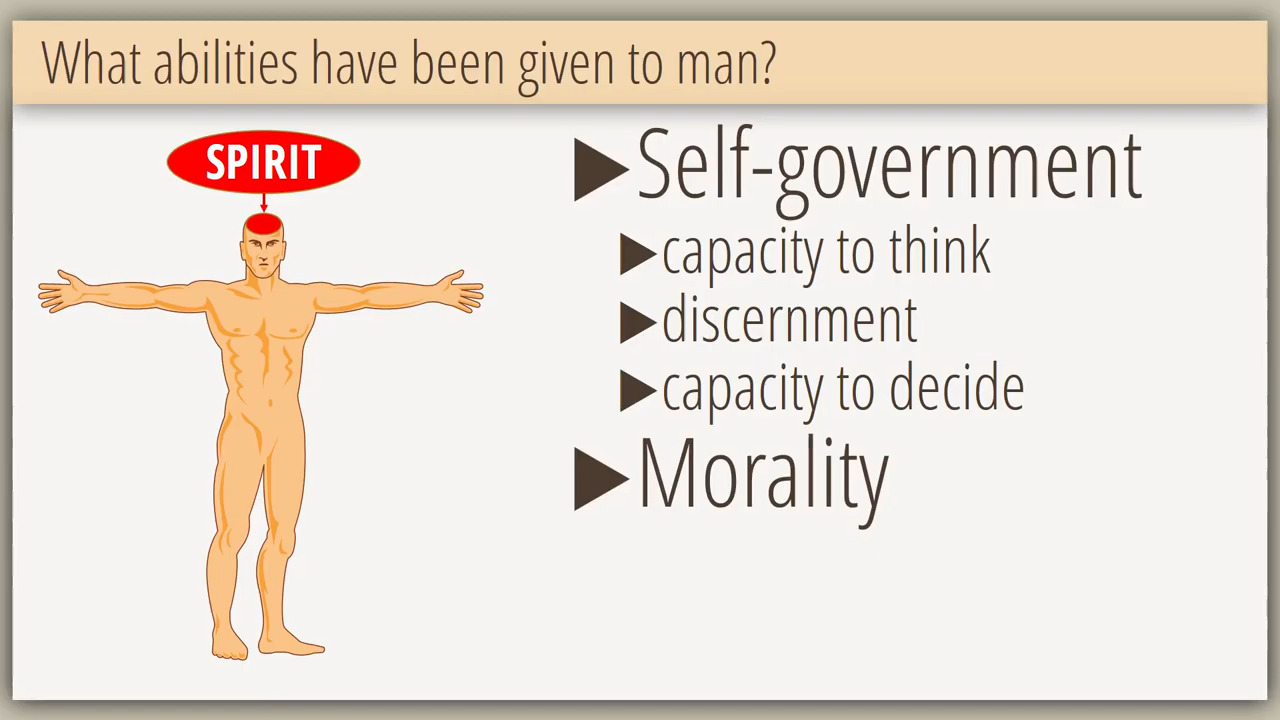 What abilities have been given to man?
SPIRIT
Self-government
capacity to think
discernment
capacity to decide
Morality